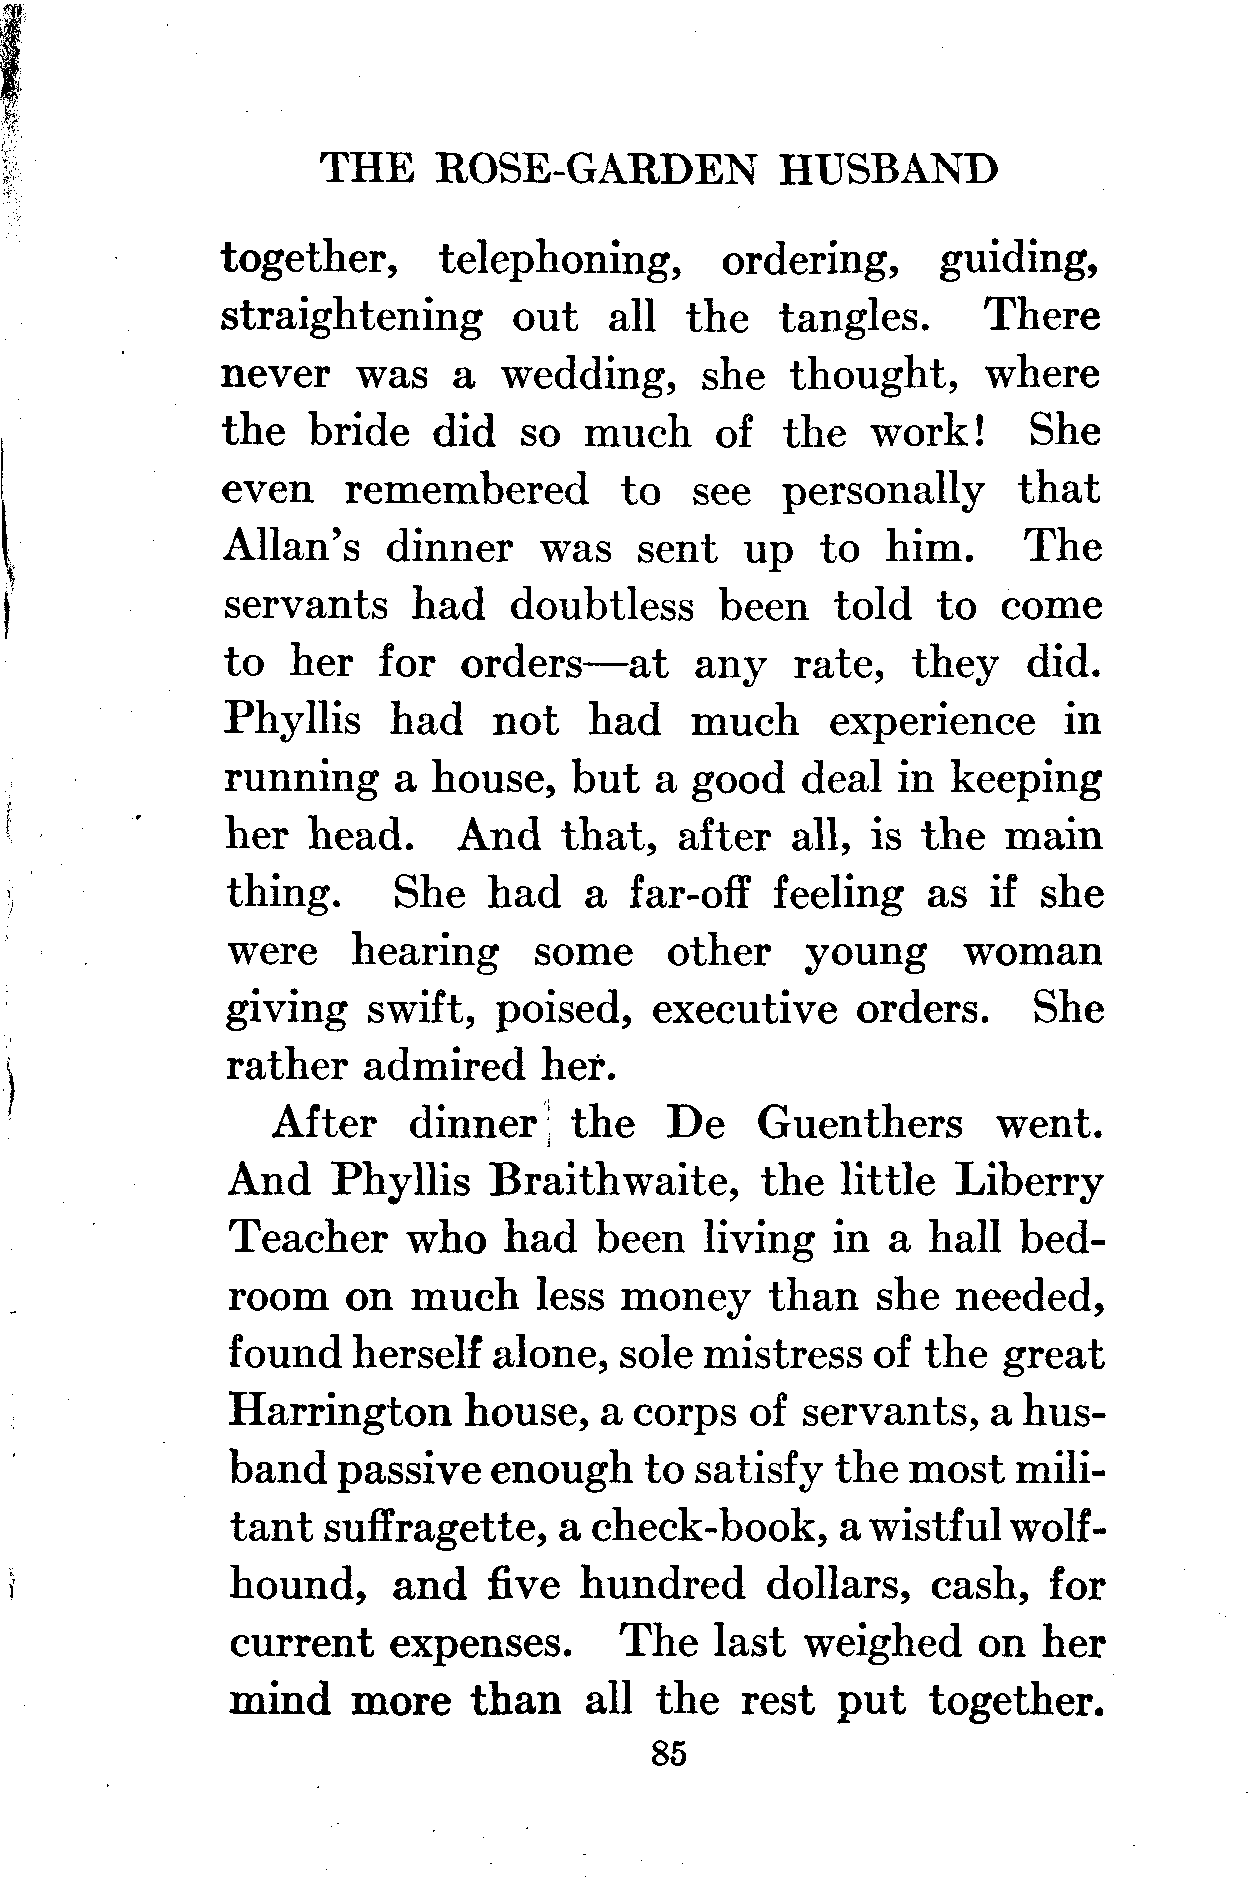 THE ROSE-GARDEN HUSBAND
together, telephoning, ordering, guiding,
straightening out all the tangles. There
never was a wedding, she thought, where
the bride did so much of the work! She
even remembered to see personally that
Allan's dinner was sent up to him. The
servants had doubtless been told to come
to her for orders—at any rate, they did.
Phyllis had not had much experience in
running a house, but a good deal in keeping
her head. And that, after all, is the main
thing. She had a far-off feeling as if she
were hearing some other young woman
giving swift, poised, executive orders. She
rather admired her.
After dinner the De Guenthers went.
And Phyllis Braithwaite, the little Liberry
Teacher who had been living in a hall bed-
room on much less money than she needed,
found herself alone, sole mistress of the great
Harrington house, a corps of servants, a hus-
band passive enough to satisfy the most mili-
tant suffragette, a check-book, a wistful wolf-
hound, and five hundred dollars, cash, for
current expenses. The last weighed on her
mind more than all the rest put together.
85